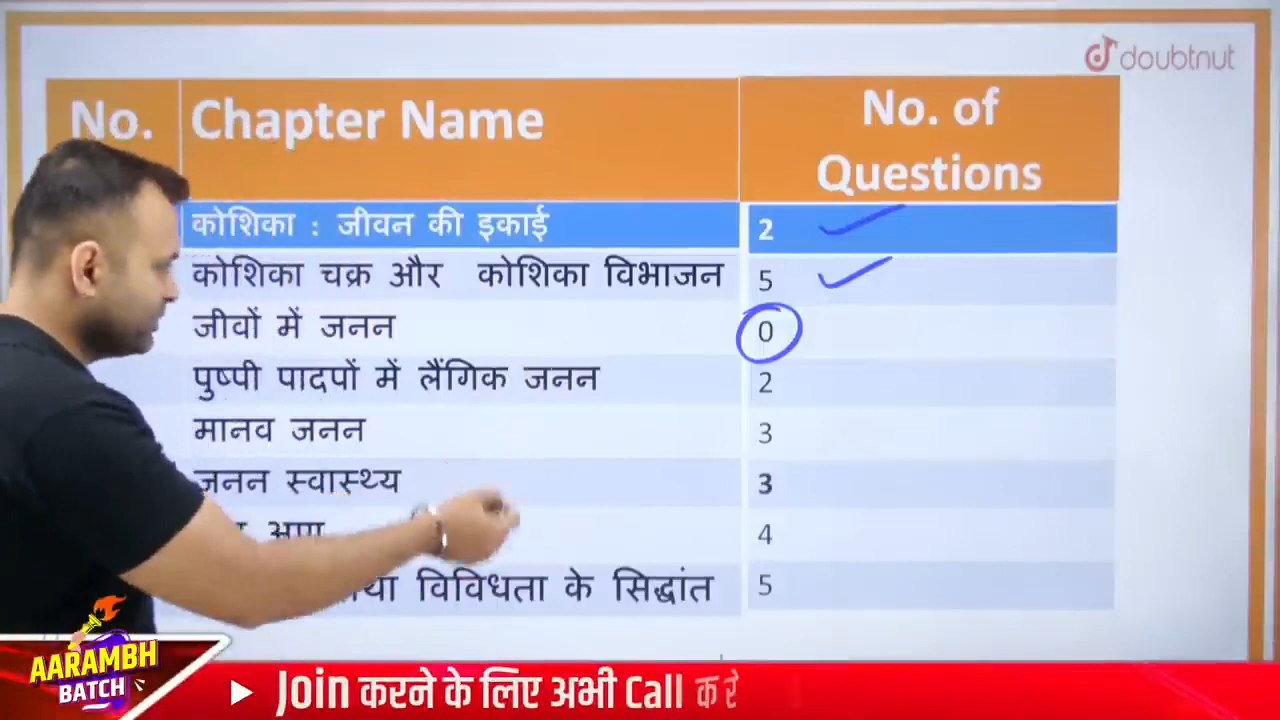 doubtnut
No. Chapter Name No. of Questions
कोशिका : जीवन की इकाई 2
कोशिका चक्र और कोशिका विभाजन 5
जीवों में जनन 0
पुष्पी पादपों में लैंगिक जनन 2
मानव जनन 3
जनन स्वास्थ्य 3
4
विविधता के सिद्धांत 5
AARAMBH
BATCH
Join करने के लिए अभी Call करे